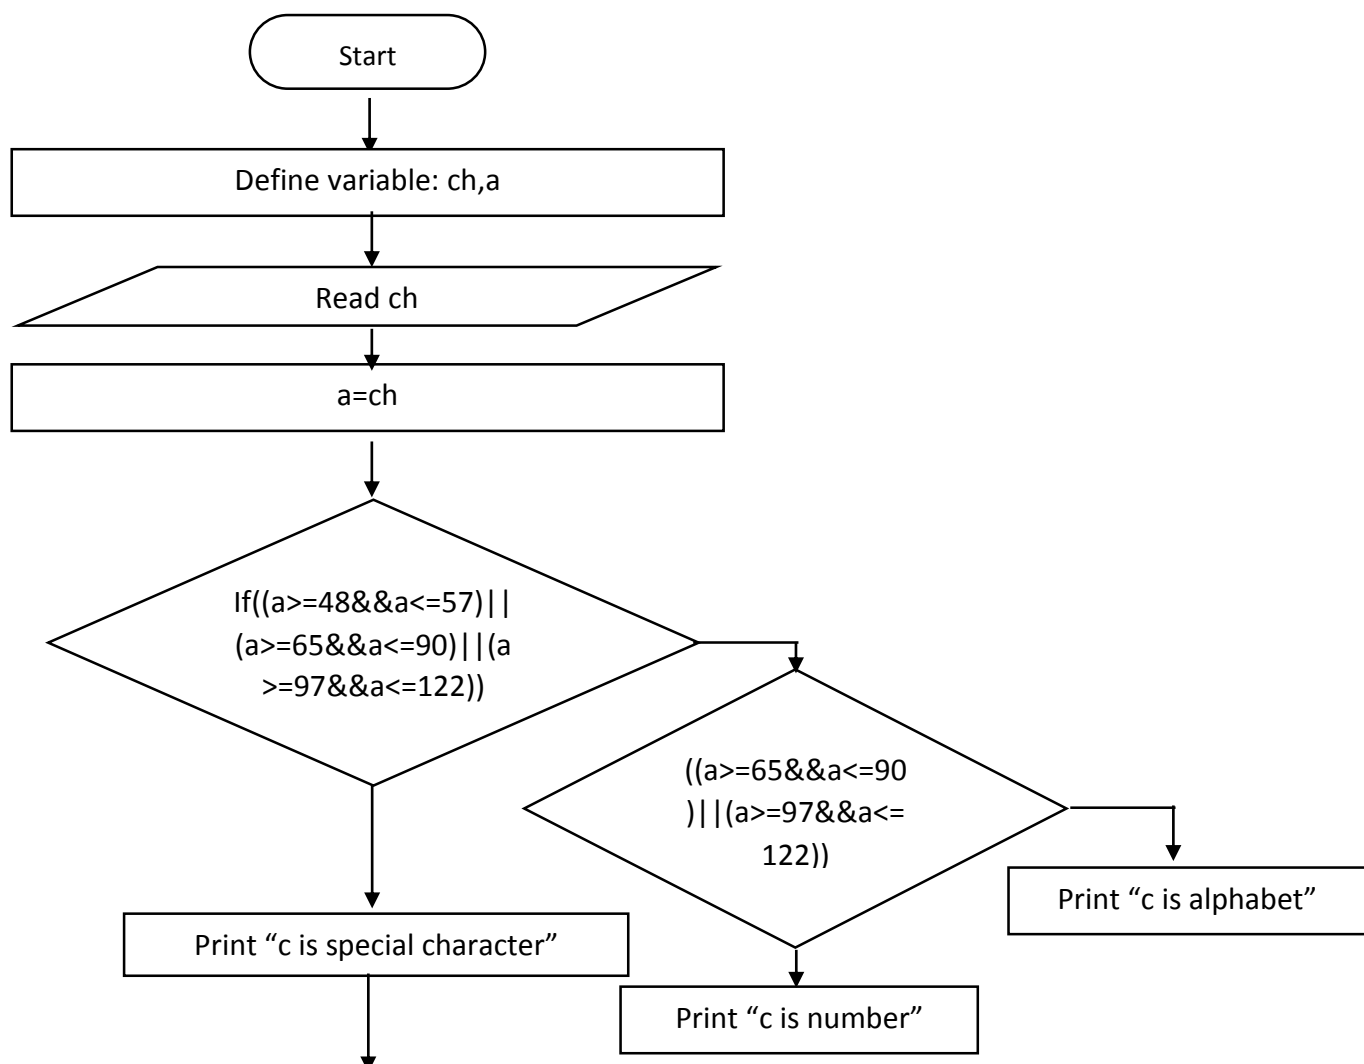 Start
Define variable: ch,a
Read ch
a=ch
If((a>=48&&a<=57)||
(a>=65&&a<=90)||(a
>=97&&a<=122))
((a>=65&&a<=90
)||(a>=97&&a<=
122))
Print “c is alphabet”
Print “c is special character”
Print “c is number”